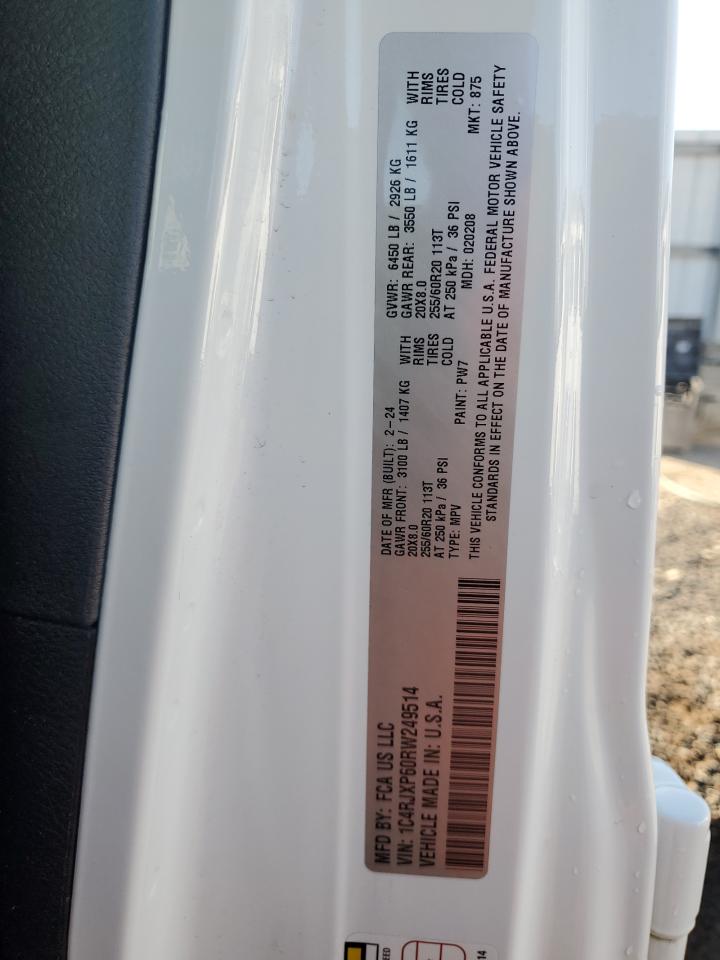 MFD BY: FCA US LLC
VIN: 1C4RJXP60RW249514
VEHICLE MADE IN: U.S.A.
DATE OF MFR (BUILT): 2-24
GAWR FRONT: 3100 LB / 1407 KG WITH
20X8.0 RIMS
255/60R20 113T TIRES
AT 250 kPa / 36 PSI COLD
TYPE: MPV PAINT: PW7
GVWR: 6450 LB / 2926 KG
GAWR REAR: 3550 LB / 1611 KG WITH
20X8.0 RIMS
255/60R20 113T TIRES
AT 250 kPa / 36 PSI COLD
MDH: 020208 MKT: 875
THIS VEHICLE CONFORMS TO ALL APPLICABLE U.S.A. FEDERAL MOTOR VEHICLE SAFETY
STANDARDS IN EFFECT ON THE DATE OF MANUFACTURE SHOWN ABOVE.
14